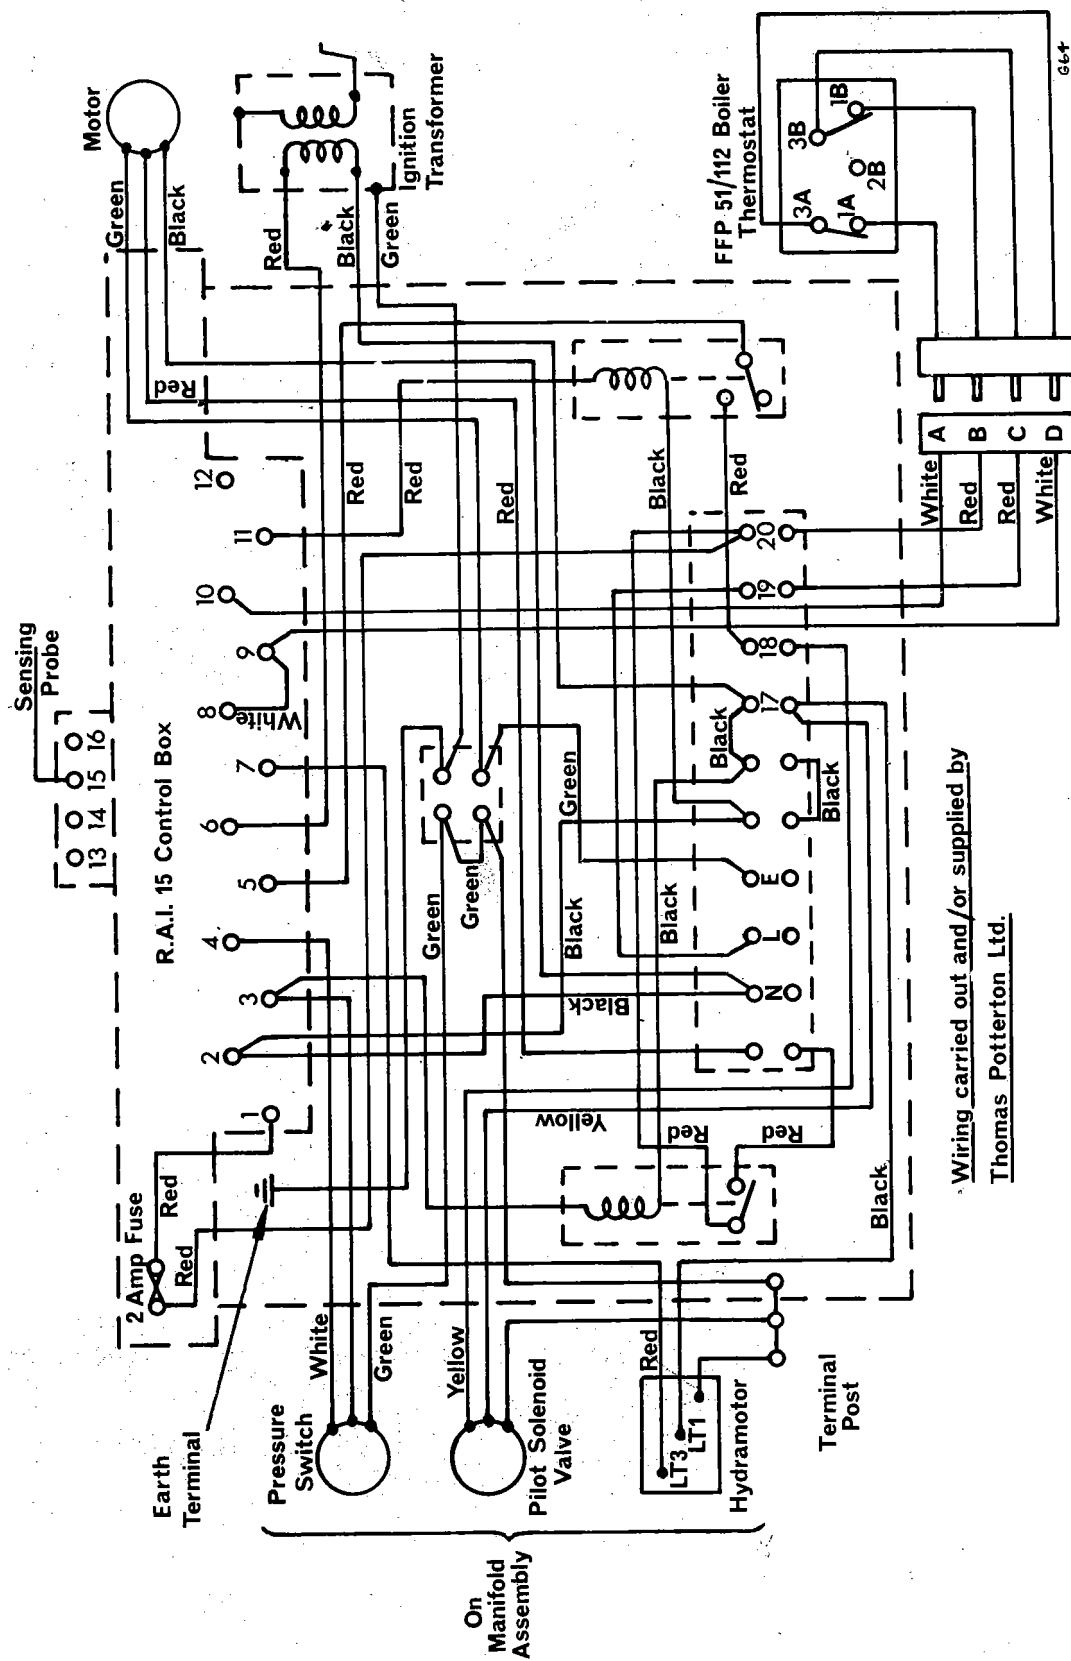 Sensing
Probe
13
14
15
16
R.A.I. 15 Control Box
1
2
3
4
5
6
7
8
9
10
11
12
White
2 Amp Fuse
Red
Red
Earth
Terminal
Motor
Green
Red
Black
Ignition
Transformer
Red
Black
Green
Red
Red
Red
Green
Green
Green
Black
Black
Black
Black
Black
Black
Red
N
L
E
17
18
19
20
Black
Yellow
Red
Red
Black
FFP 51/112 Boiler
Thermostat
3A
1A
2B
3B
1B
White
Red
Red
White
A
B
C
D
G64
Pressure
Switch
White
Green
Yellow
Pilot Solenoid
Valve
Red
LT3
LT1
Hydramotor
Terminal
Post
On
Manifold
Assembly
Wiring carried out and/or supplied by
Thomas Potterton Ltd.